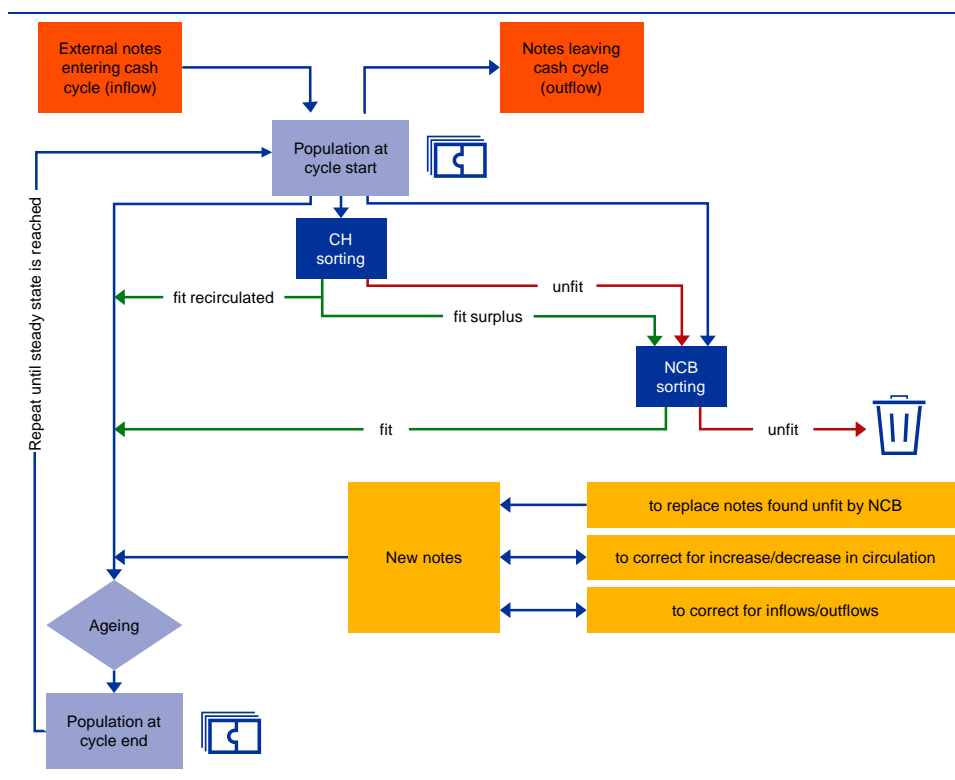 External notes
entering cash
cycle (inflow)
Notes leaving
cash cycle
(outflow)
Population at
cycle start
CH
sorting
unfit
fit recirculated
fit surplus
NCB
sorting
fit
unfit
Repeat until steady state is reached
New notes
to replace notes found unfit by NCB
to correct for increase/decrease in circulation
to correct for inflows/outflows
Ageing
Population at
cycle end